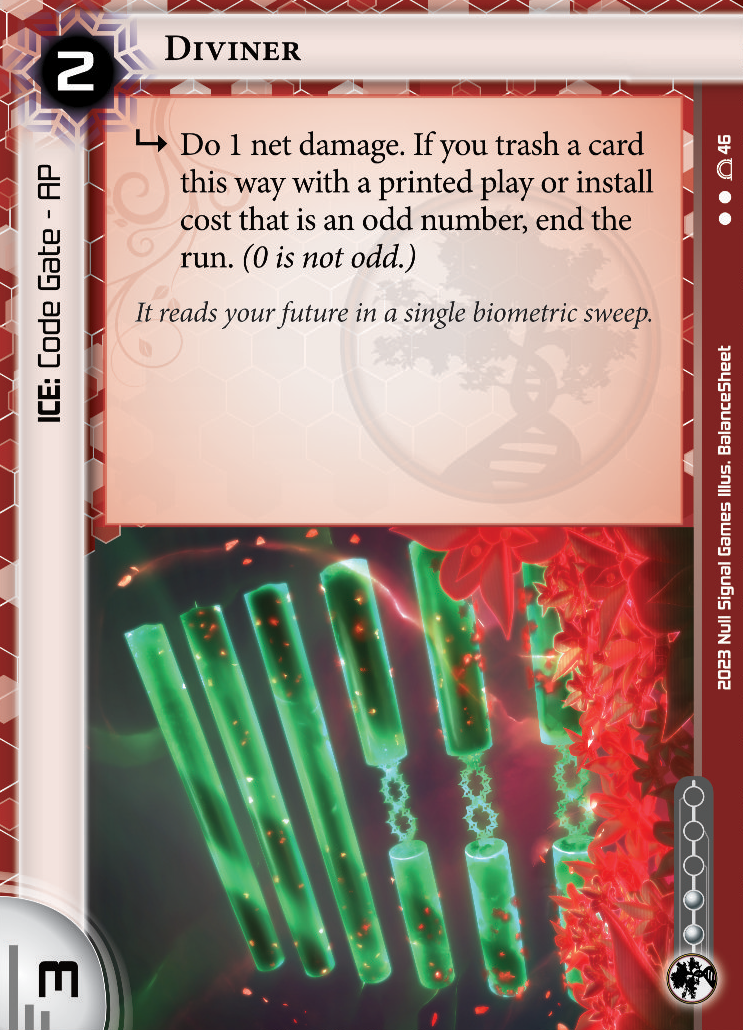 2
DIVINER
ICE: Code Gate - AP
↳ Do 1 net damage. If you trash a card
this way with a printed play or install
cost that is an odd number, end the
run. (0 is not odd.)
It reads your future in a single biometric sweep.
46
2023 Null Signal Games Illus. BalanceSheet
3